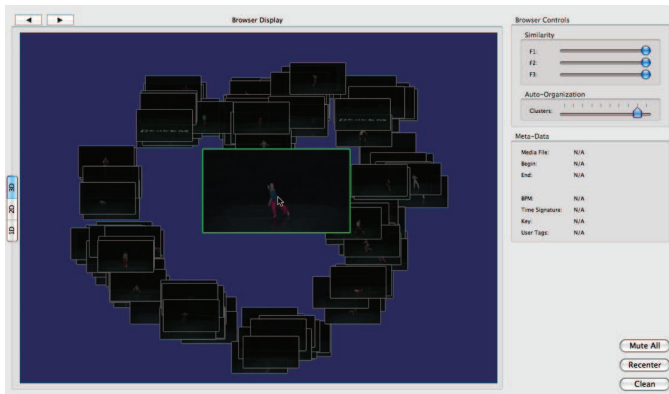 Browser Display
3D
2D
1D
Browser Controls
Similarity
F1:
F2:
F3:
Auto-Organization
Clusters:
Meta-Data
Media File: N/A
Begin: N/A
End: N/A
BPM: N/A
Time Signature: N/A
Key: N/A
User Tags: N/A
Mute All
Recenter
Clean